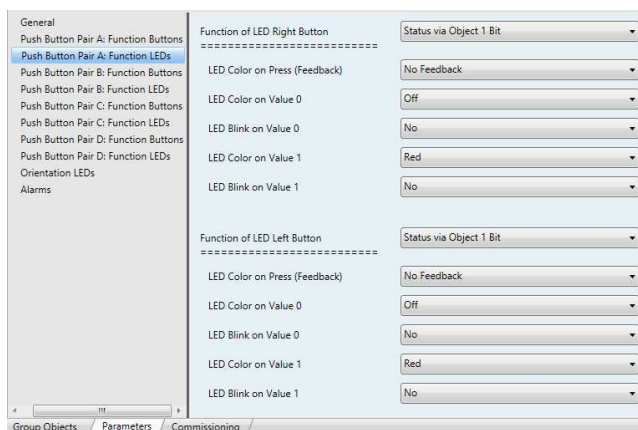 General
Push Button Pair A: Function Buttons
Push Button Pair A: Function LEDs
Push Button Pair B: Function Buttons
Push Button Pair B: Function LEDs
Push Button Pair C: Function Buttons
Push Button Pair C: Function LEDs
Push Button Pair D: Function Buttons
Push Button Pair D: Function LEDs
Orientation LEDs
Alarms
Function of LED Right Button Status via Object 1 Bit
===========================
LED Color on Press (Feedback) No Feedback
LED Color on Value 0 Off
LED Blink on Value 0 No
LED Color on Value 1 Red
LED Blink on Value 1 No
Function of LED Left Button Status via Object 1 Bit
===========================
LED Color on Press (Feedback) No Feedback
LED Color on Value 0 Off
LED Blink on Value 0 No
LED Color on Value 1 Red
LED Blink on Value 1 No
Group Objects / Parameters / Commissioning /